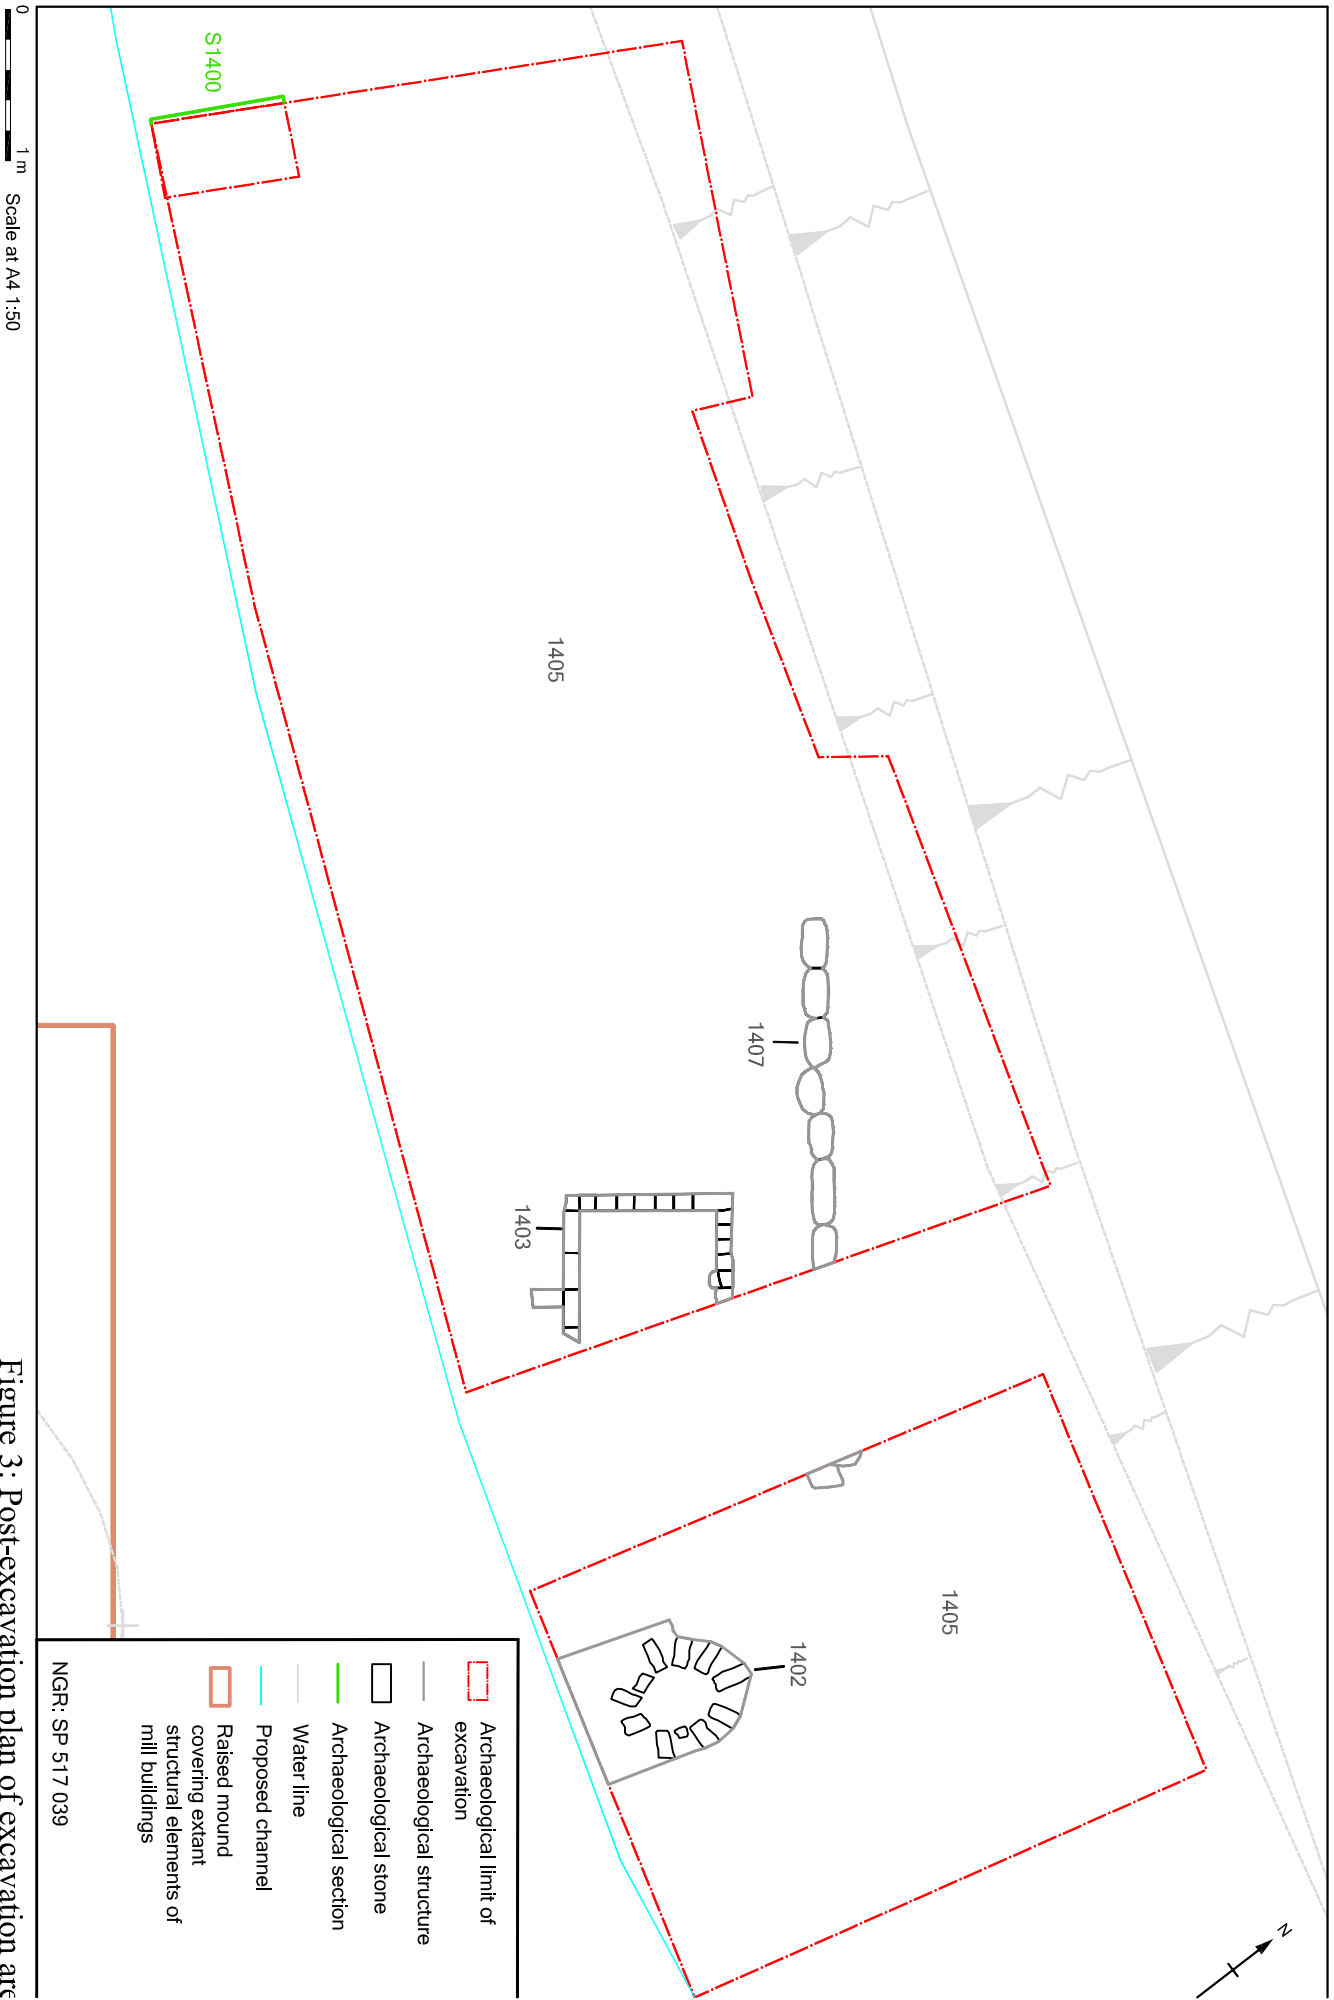 S1400
1405
1407
1403
1405
1402
N
Archaeological limit of
excavation
Archaeological structure
Archaeological stone
Archaeological section
Water line
Proposed channel
Raised mound
covering extant
structural elements of
mill buildings
NGR: SP 517 039
0 1 m Scale at A4 1:50
Figure 3: Post-excavation plan of excavation are